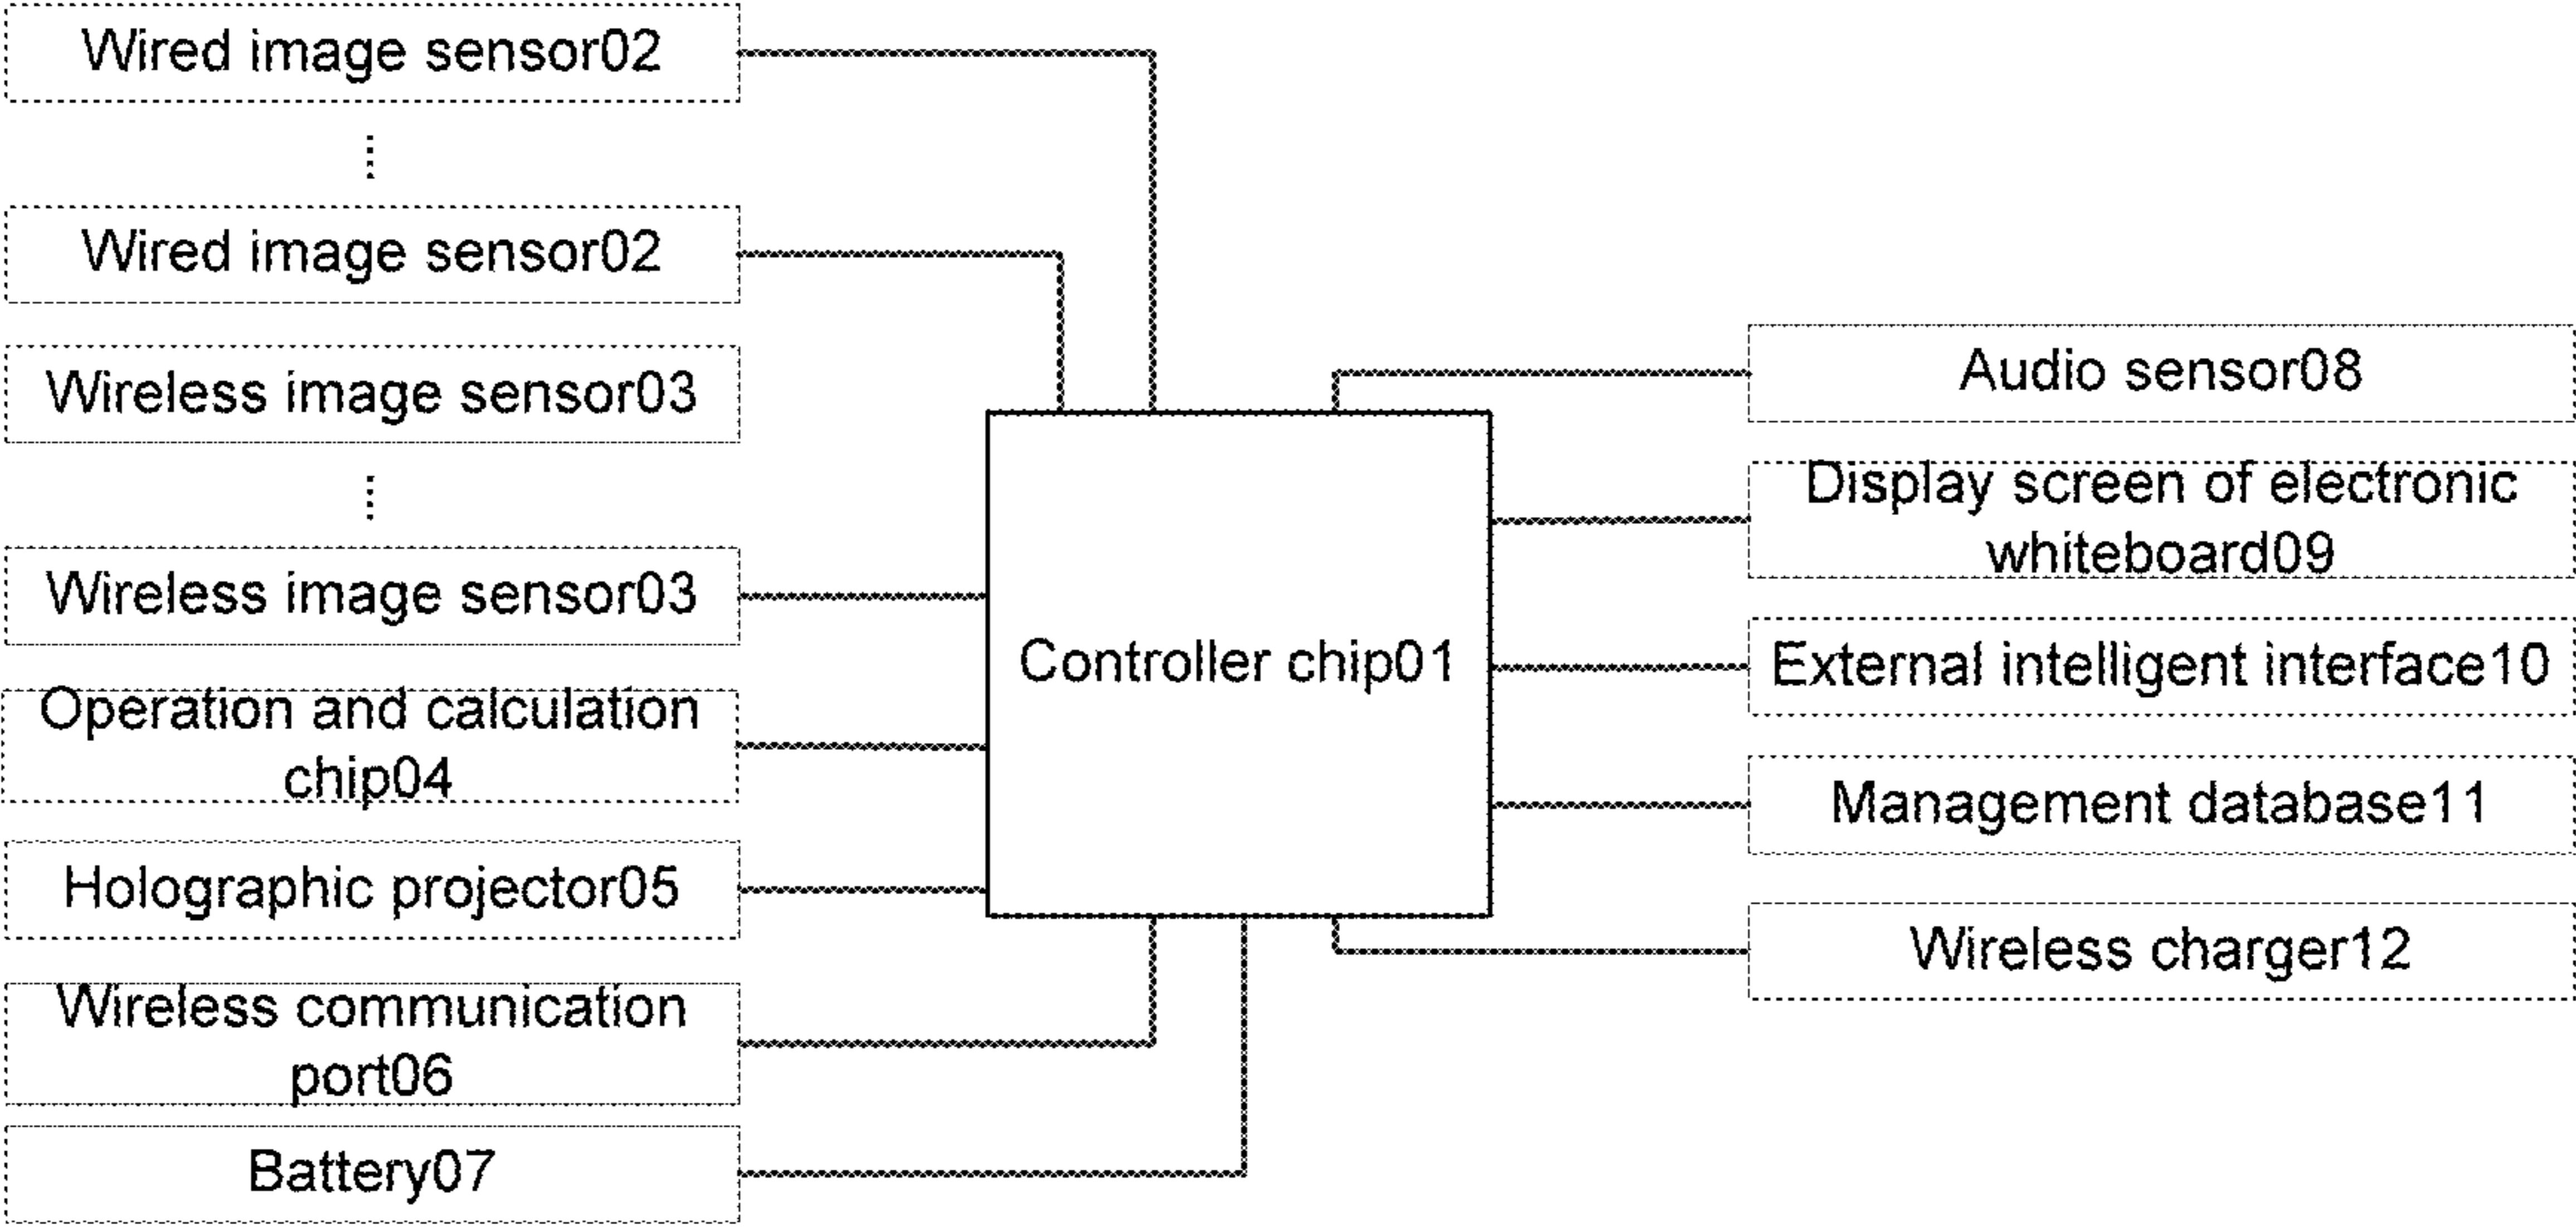 Wired image sensor02
Wired image sensor02
Wireless image sensor03
Wireless image sensor03
Operation and calculation
chip04
Holographic projector05
Wireless communication
port06
Battery07
Controller chip01
Audio sensor08
Display screen of electronic
whiteboard09
External intelligent interface10
Management database11
Wireless charger12